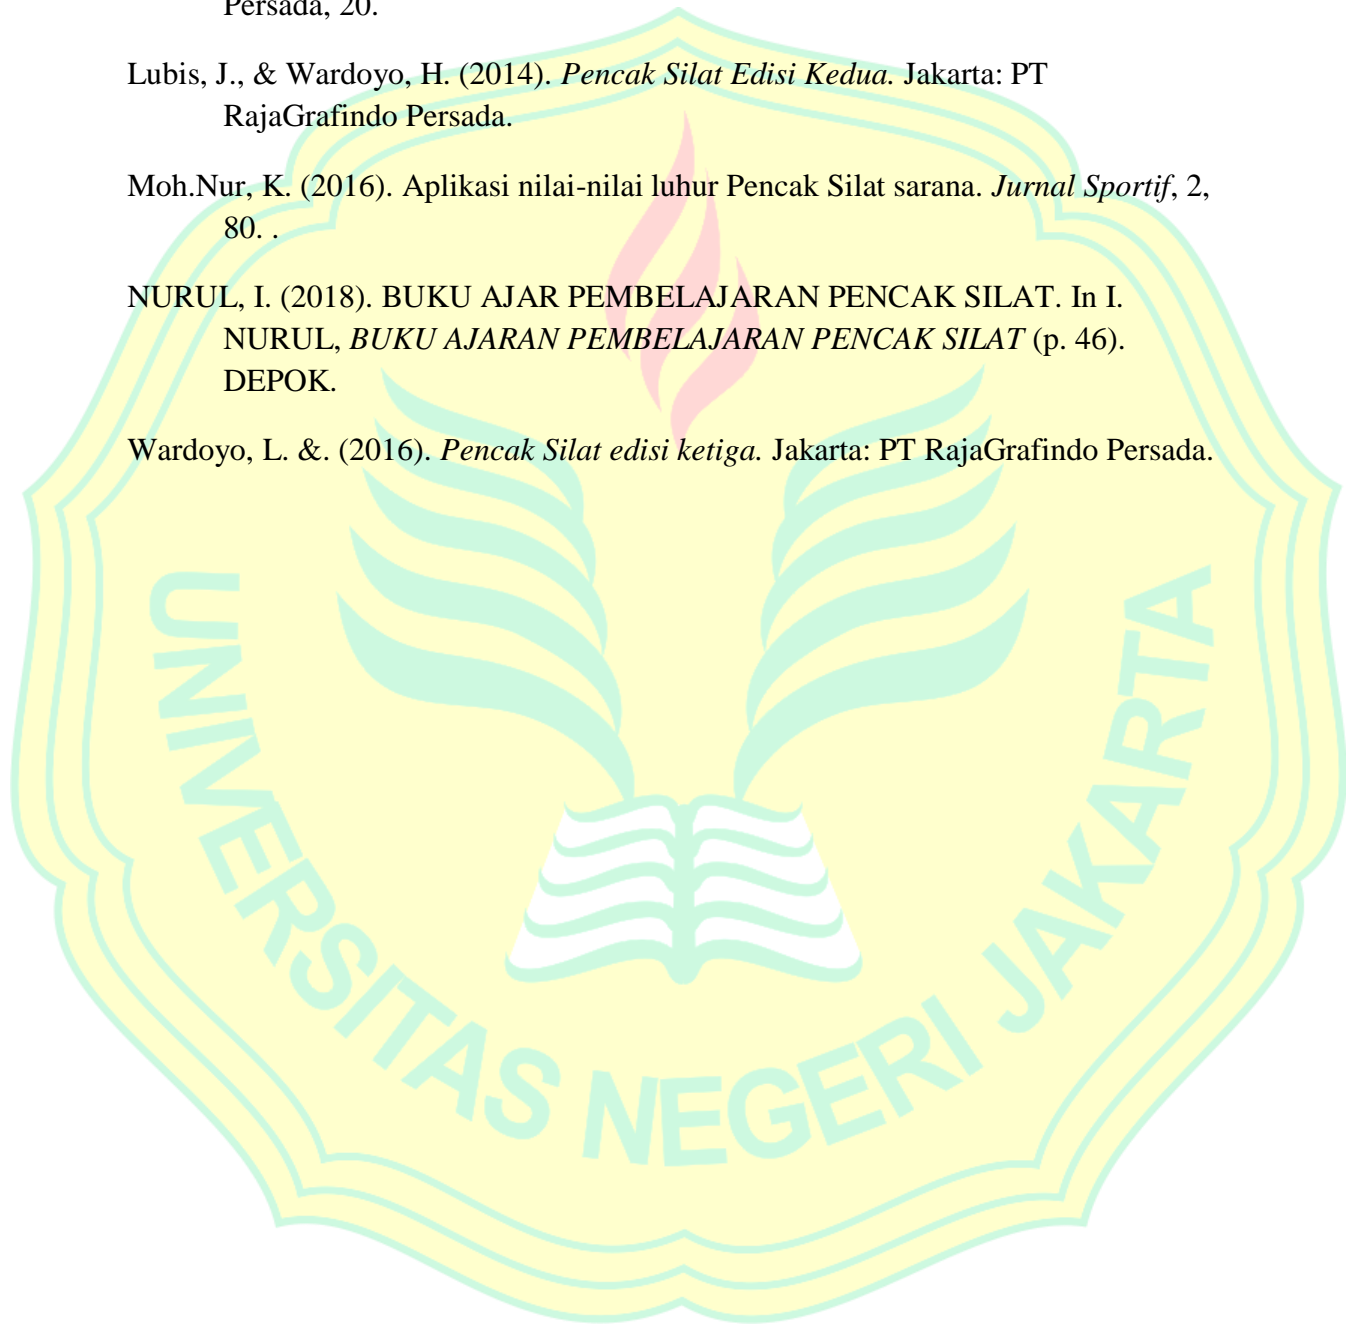 Persada, 20.
Lubis, J., & Wardoyo, H. (2014). Pencak Silat Edisi Kedua. Jakarta: PT
RajaGrafindo Persada.
Moh.Nur, K. (2016). Aplikasi nilai-nilai luhur Pencak Silat sarana. Jurnal Sportif, 2,
80. .
NURUL, I. (2018). BUKU AJAR PEMBELAJARAN PENCAK SILAT. In I.
NURUL, BUKU AJARAN PEMBELAJARAN PENCAK SILAT (p. 46).
DEPOK.
Wardoyo, L. &. (2016). Pencak Silat edisi ketiga. Jakarta: PT RajaGrafindo Persada.
UNIVERSITAS NEGERI JAKARTA